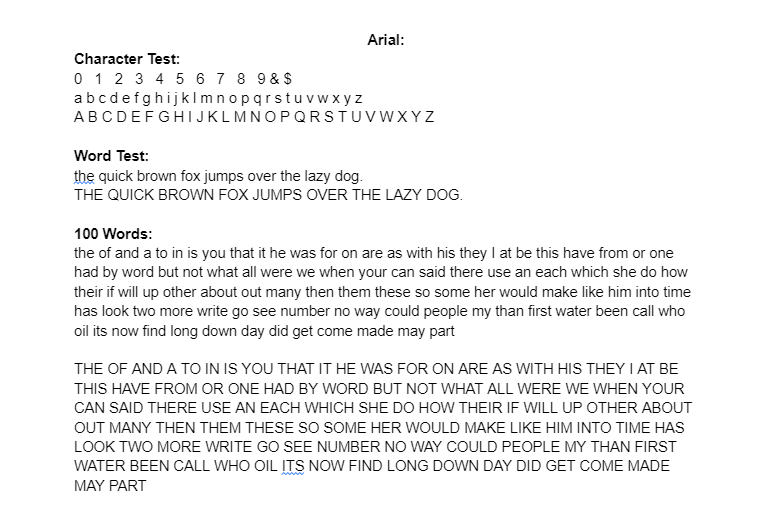 Arial:
Character Test:
0 1 2 3 4 5 6 7 8 9 & $
a b c d e f g h i j k l m n o p q r s t u v w x y z
A B C D E F G H I J K L M N O P Q R S T U V W X Y Z
Word Test:
the quick brown fox jumps over the lazy dog.
THE QUICK BROWN FOX JUMPS OVER THE LAZY DOG.
100 Words:
the of and a to in is you that it he was for on are as with his they I at be this have from or one
had by word but not what all were we when your can said there use an each which she do how
their if will up other about out many then them these so some her would make like him into time
has look two more write go see number no way could people my than first water been call who
oil its now find long down day did get come made may part
THE OF AND A TO IN IS YOU THAT IT HE WAS FOR ON ARE AS WITH HIS THEY I AT BE
THIS HAVE FROM OR ONE HAD BY WORD BUT NOT WHAT ALL WERE WE WHEN YOUR
CAN SAID THERE USE AN EACH WHICH SHE DO HOW THEIR IF WILL UP OTHER ABOUT
OUT MANY THEN THEM THESE SO SOME HER WOULD MAKE LIKE HIM INTO TIME HAS
LOOK TWO MORE WRITE GO SEE NUMBER NO WAY COULD PEOPLE MY THAN FIRST
WATER BEEN CALL WHO OIL ITS NOW FIND LONG DOWN DAY DID GET COME MADE
MAY PART